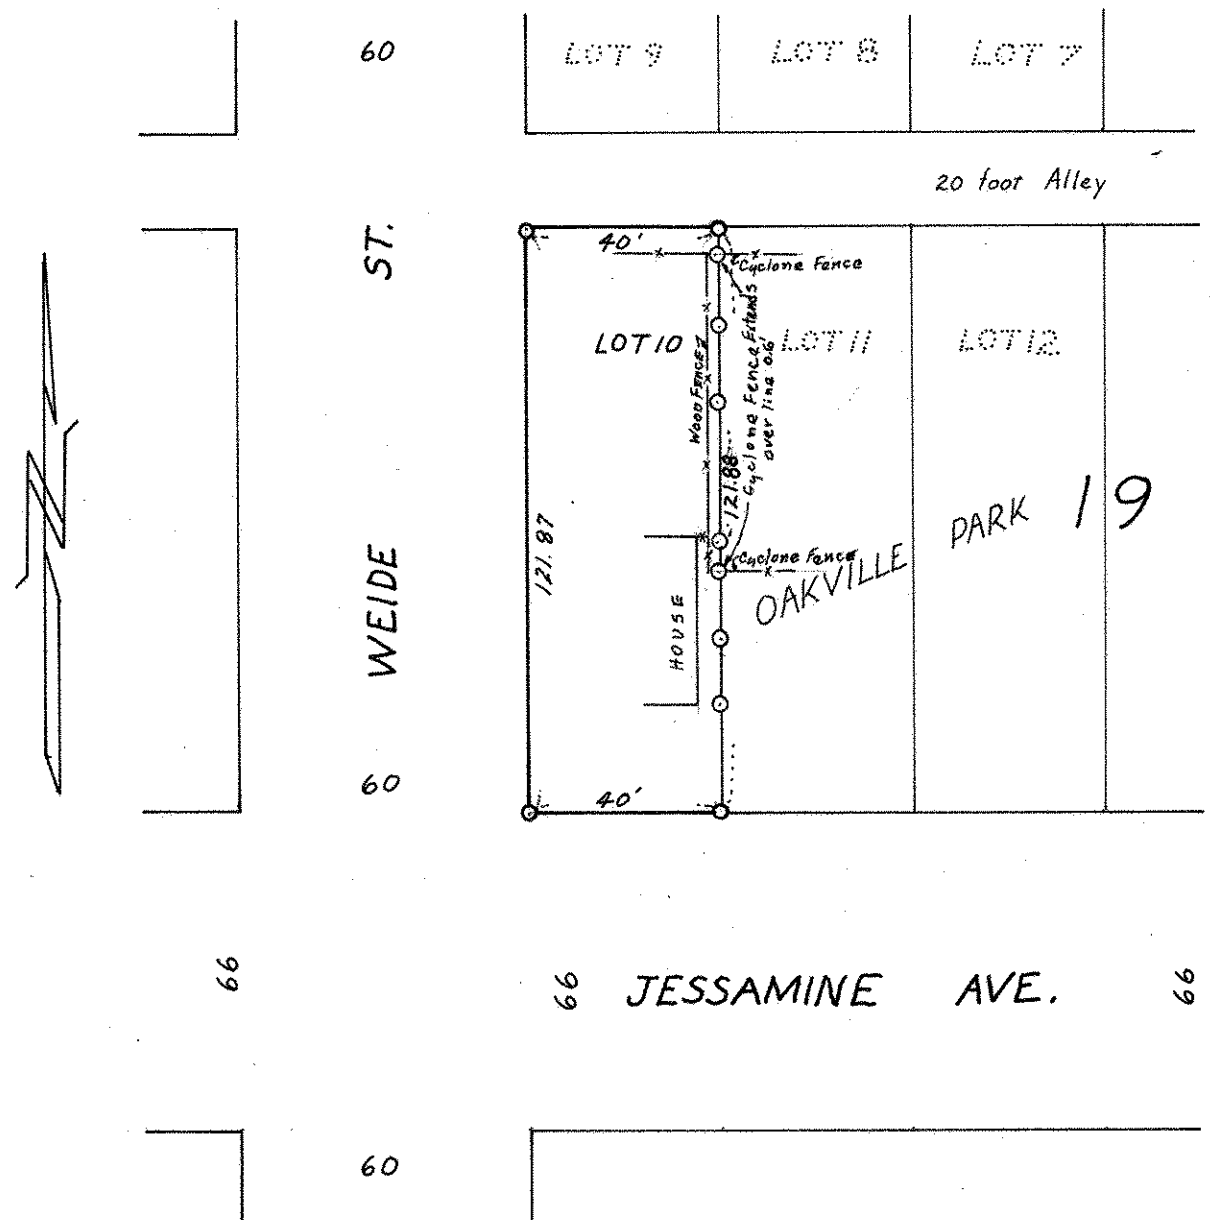 60
LOT 9
LOT 8
LOT 7
20 foot Alley
ST.
WEIDE
40'
Cyclone Fence
LOT 10
LOT 11
LOT 12
WOOD FENCE
Cyclone Fence Extends
over line 0.6'
121.88
121.87
Cyclone Fence
HOUSE
OAKVILLE
PARK
19
N
60
40'
66
66
JESSAMINE AVE.
66
60